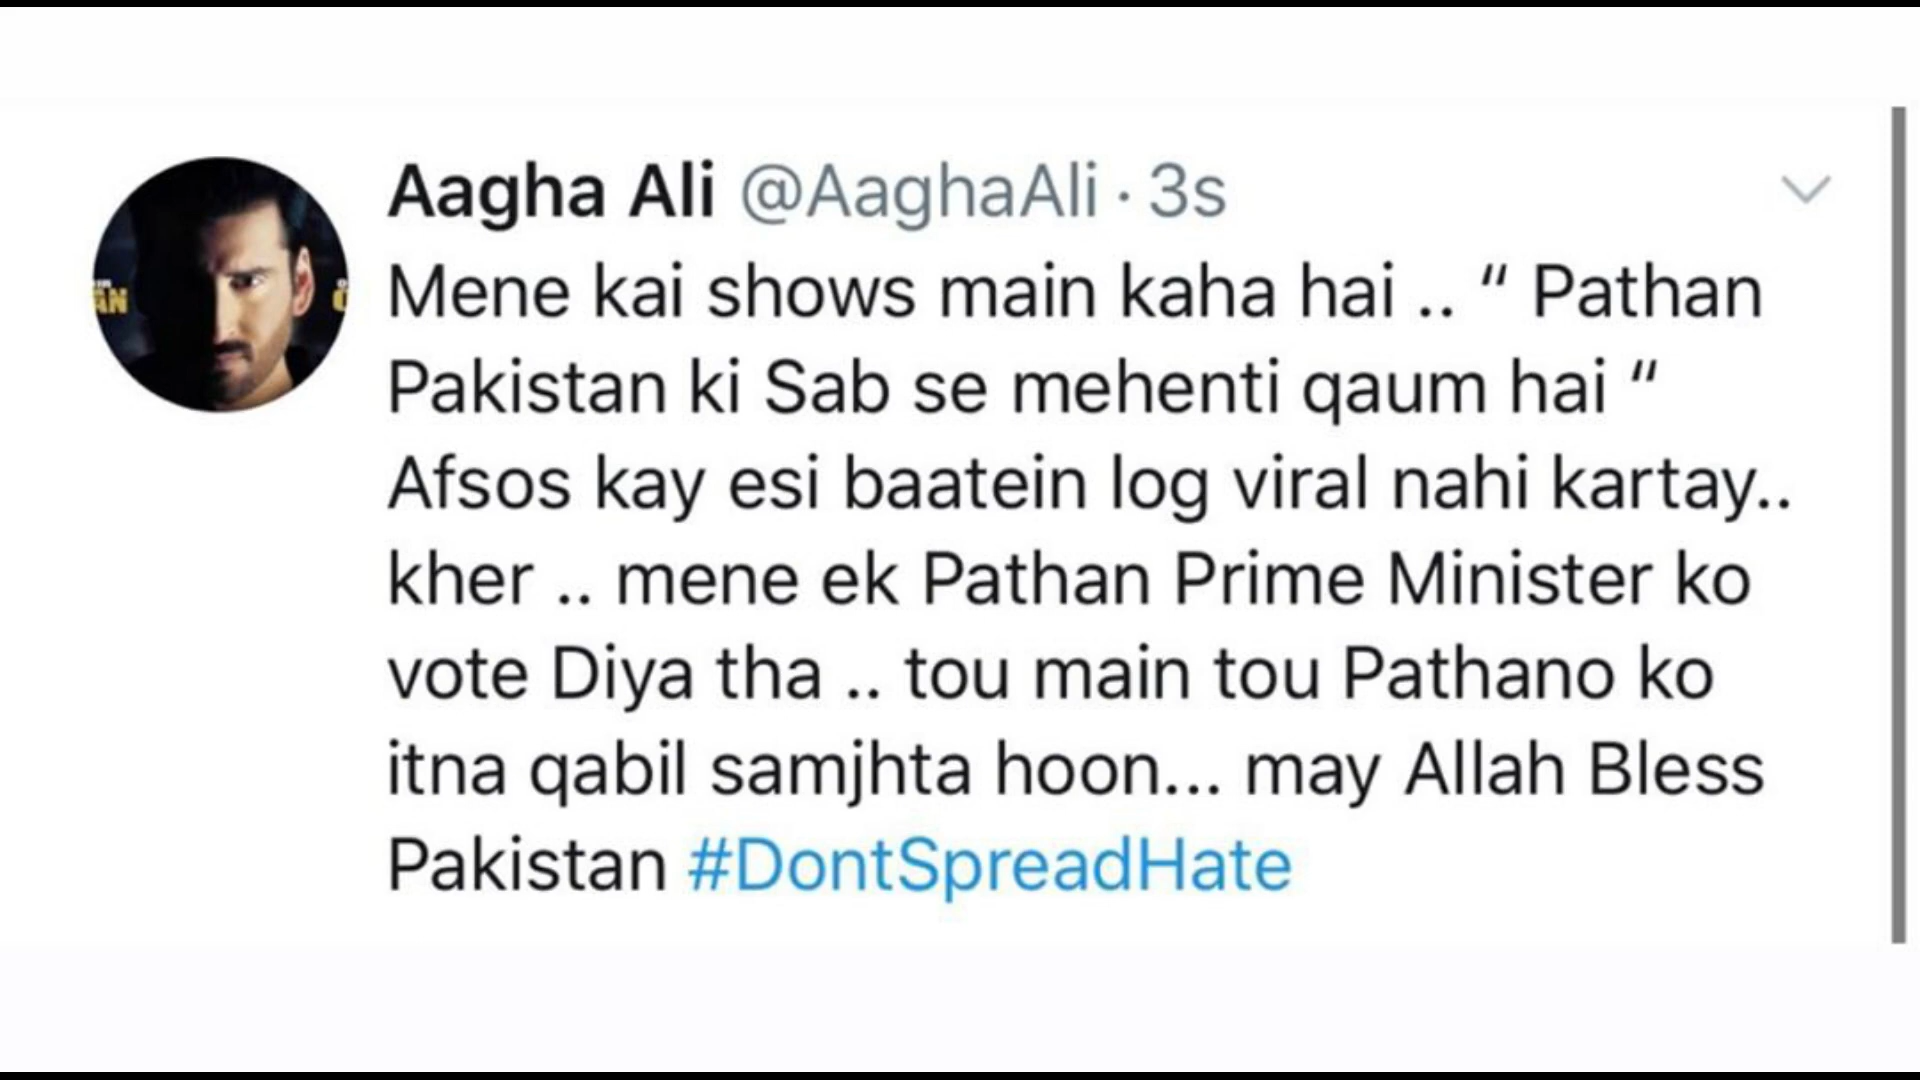 Aagha Ali @AaghaAli · 3s
Mene kai shows main kaha hai .. “ Pathan
Pakistan ki Sab se mehenti qaum hai “
Afsos kay esi baatein log viral nahi kartay..
kher .. mene ek Pathan Prime Minister ko
vote Diya tha .. tou main tou Pathano ko
itna qabil samjhta hoon... may Allah Bless
Pakistan #DontSpreadHate